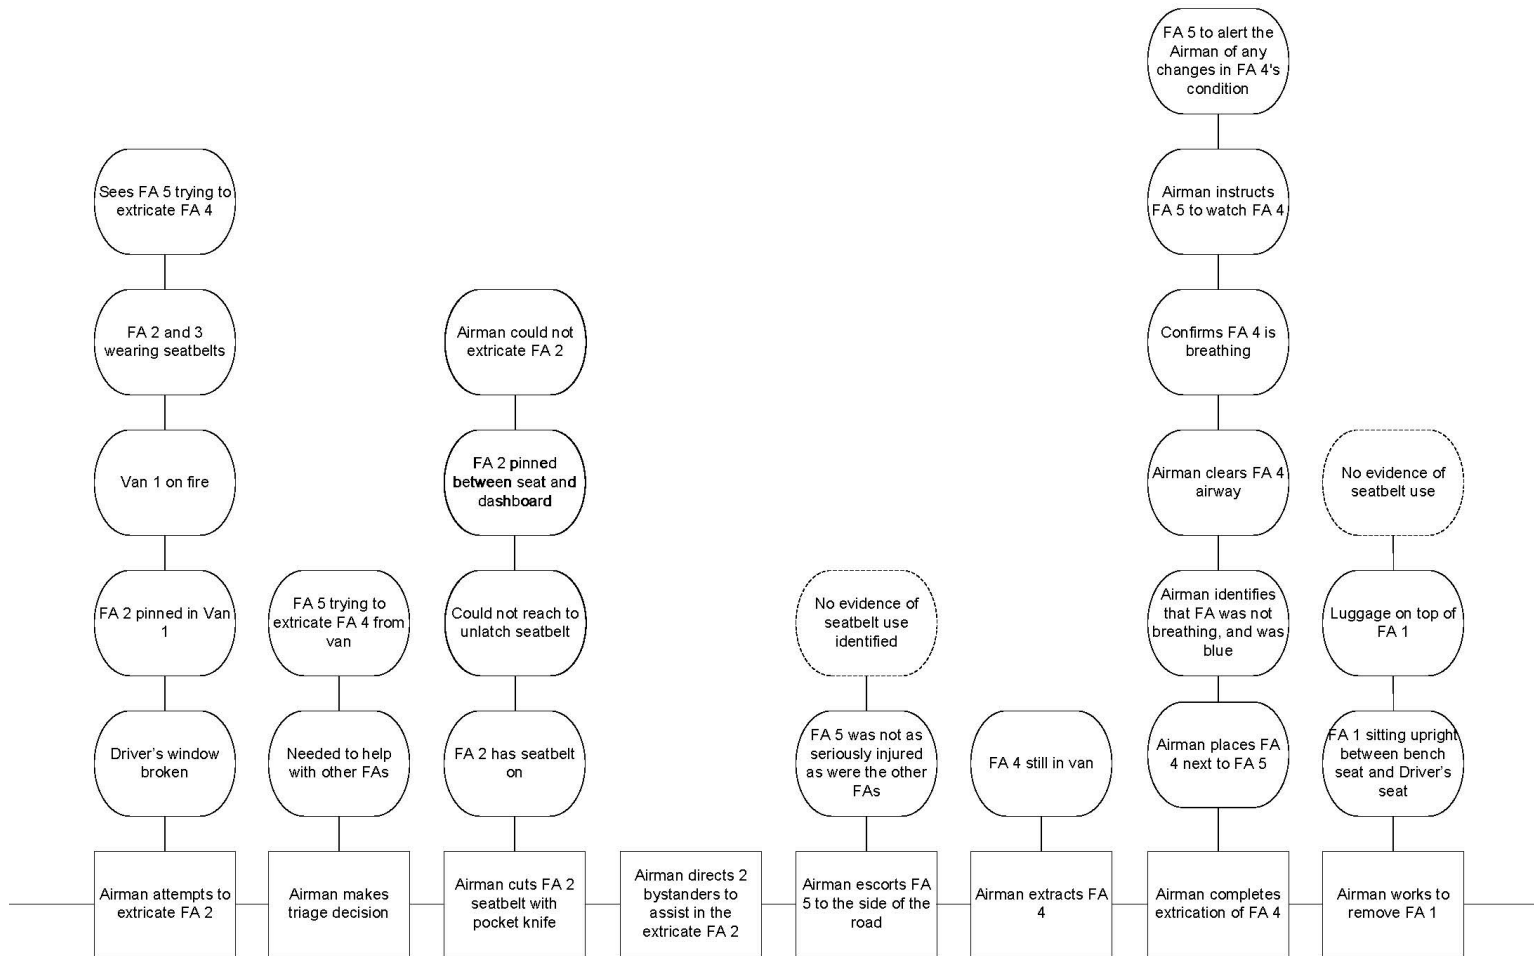 FA 5 to alert the
Airman of any
changes in FA 4's
condition
Sees FA 5 trying to
extricate FA 4
Airman instructs
FA 5 to watch FA 4
FA 2 and 3
wearing seatbelts
Airman could not
extricate FA 2
Confirms FA 4 is
breathing
Van 1 on fire
FA 2 pinned
between seat and
dashboard
Airman clears FA 4
airway
No evidence of
seatbelt use
FA 2 pinned in Van
1
FA 5 trying to
extricate FA 4 from
van
Could not reach to
unlatch seatbelt
No evidence of
seatbelt use
identified
Airman identifies
that FA was not
breathing, and was
blue
Luggage on top of
FA 1
Driver's window
broken
Needed to help
with other FAs
FA 2 has seatbelt
on
FA 5 was not as
seriously injured
as were the other
FAs
FA 4 still in van
Airman places FA
4 next to FA 5
FA 1 sitting upright
between bench
seat and Driver's
seat
Airman attempts to
extricate FA 2
Airman makes
triage decision
Airman cuts FA 2
seatbelt with
pocket knife
Airman directs 2
bystanders to
assist in the
extricate FA 2
Airman escorts FA
5 to the side of the
road
Airman extracts FA
4
Airman completes
extrication of FA 4
Airman works to
remove FA 1